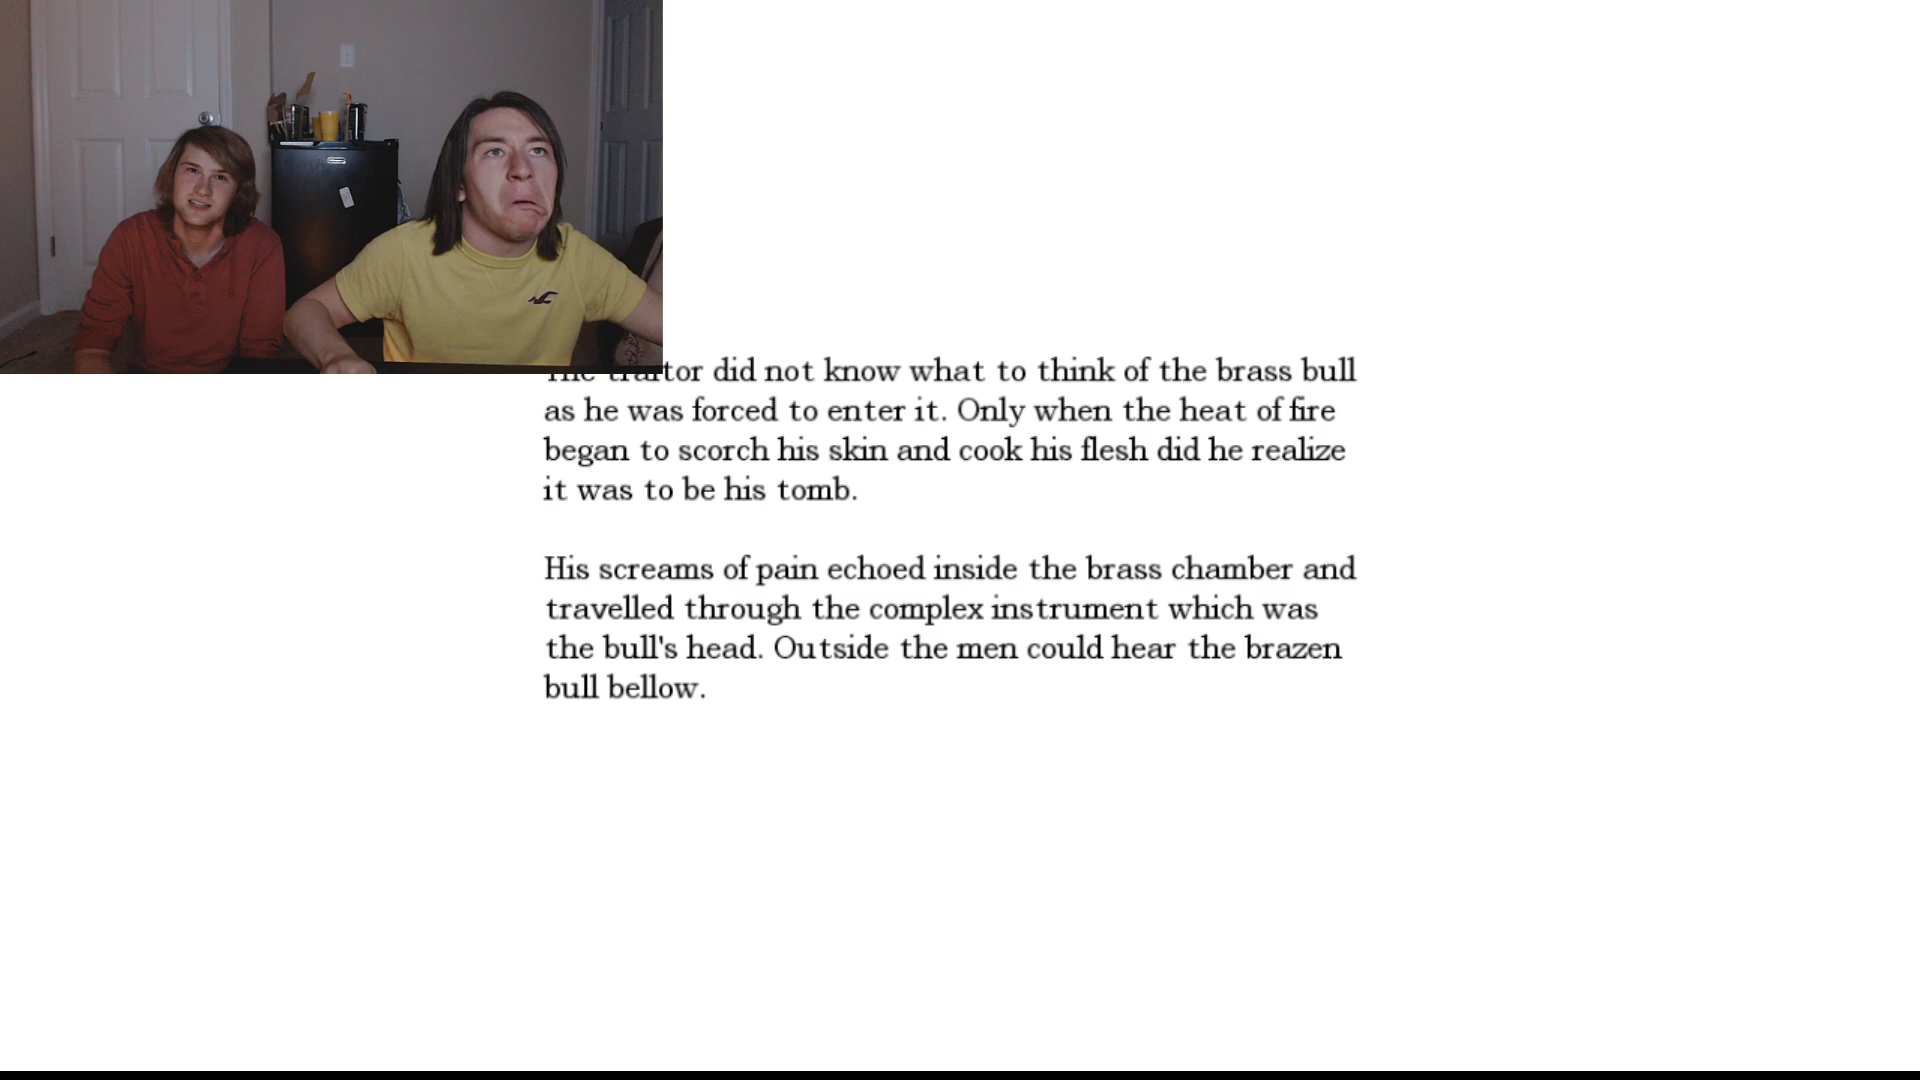 The traitor did not know what to think of the brass bull
as he was forced to enter it. Only when the heat of fire
began to scorch his skin and cook his flesh did he realize
it was to be his tomb.
His screams of pain echoed inside the brass chamber and
travelled through the complex instrument which was
the bull's head. Outside the men could hear the brazen
bull bellow.